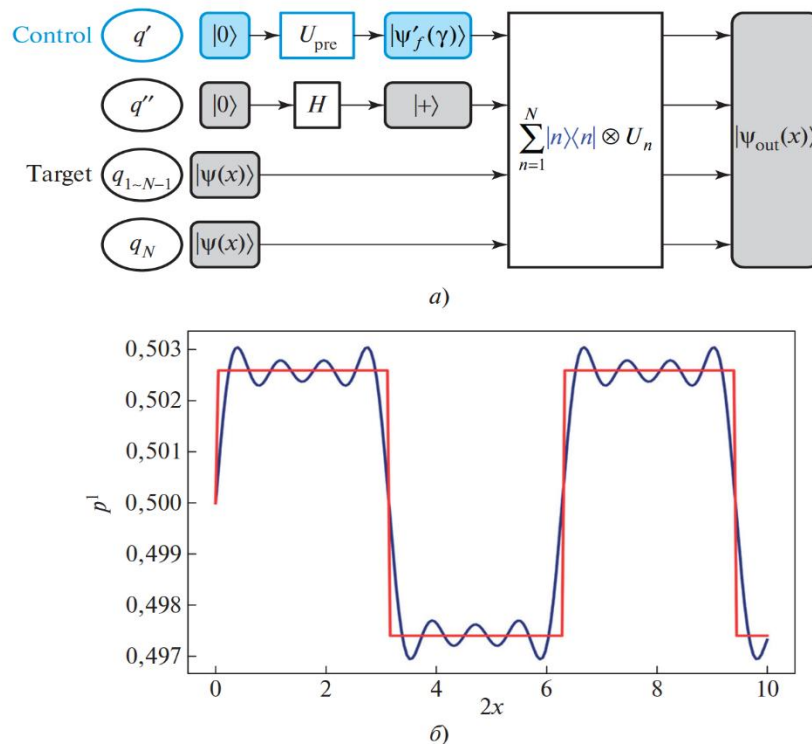 Control q′ |0⟩ U_pre |ψ′_f(γ)⟩
q″ |0⟩ H |+⟩
∑_{n=1}^{N} |n⟩⟨n| ⊗ U_n |ψ_out(x)⟩
Target q_{1~N−1} |ψ(x)⟩
q_N |ψ(x)⟩
а)
0,503
0,502
0,501
0,500
0,499
0,498
0,497
p¹
0 2 4 6 8 10
2x
б)